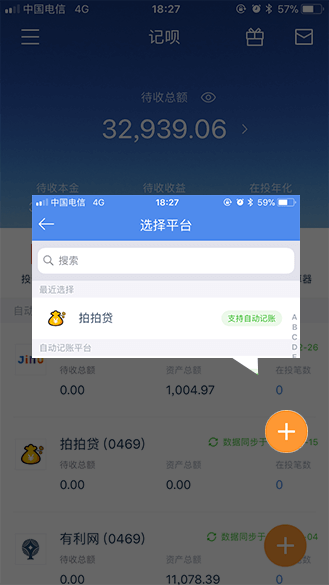 中国电信 4G 18:27 57%
记呗
待收总额
32,939.06
待收本金 待收收益 在投年化
中国电信 4G 18:27 59%
选择平台
搜索
最近选择
拍拍贷 支持自动记账
自动记账平台
A
B
C
D
E
待收总额 资产总额 在投笔数
0.00 1,004.97 0
拍拍贷 (0469) 数据同步于
15
待收总额 资产总额 在投笔数
0.00 0.00 0
有利网 (0469) 数据同步于 04
待收总额 资产总额
0.00 11,078.39 0